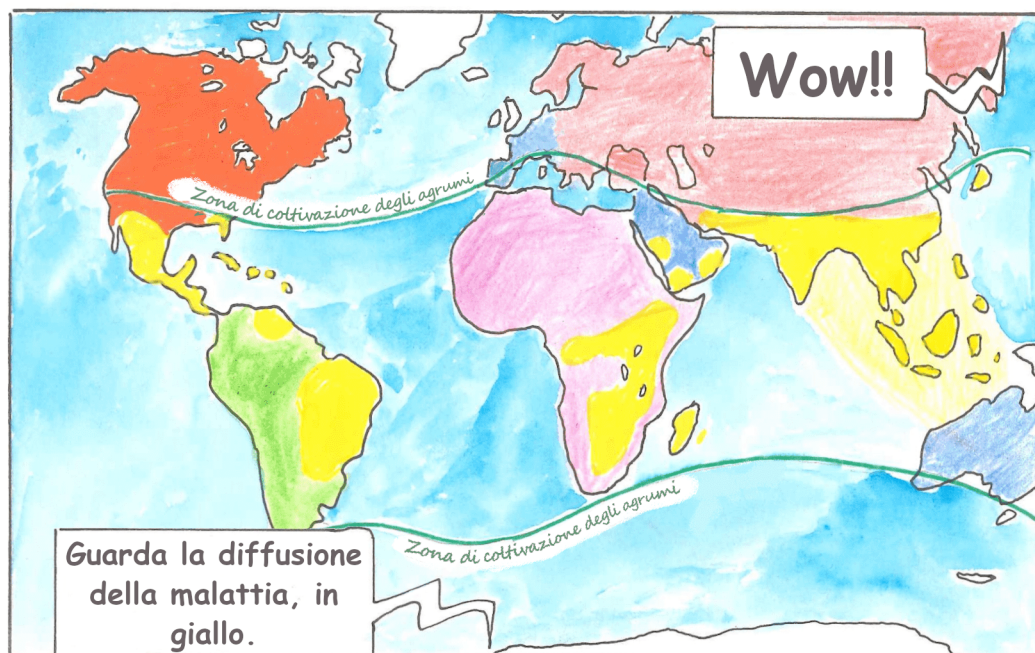 Wow!!
Zona di coltivazione degli agrumi
Zona di coltivazione degli agrumi
Guarda la diffusione
della malattia, in
giallo.